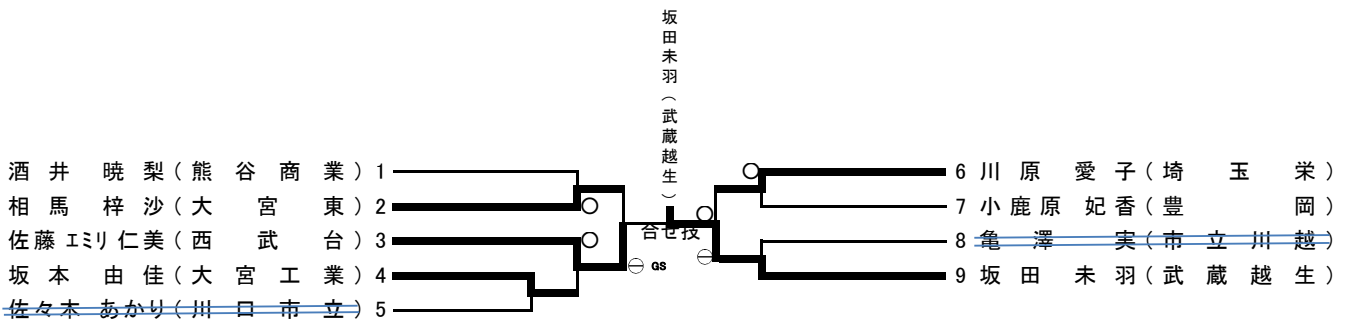 坂田未羽（武蔵越生）
酒井 暁梨（熊谷商業）1
相馬 梓沙（大宮東）2
佐藤エミリ仁美（西武台）3
坂本 由佳（大宮工業）4
佐々木 あかり（川口市立）5
合せ技
GS
6 川原 愛子（埼玉栄）
7 小鹿原 妃香（豊岡）
8 亀澤 実（市立川越）
9 坂田 未羽（武蔵越生）